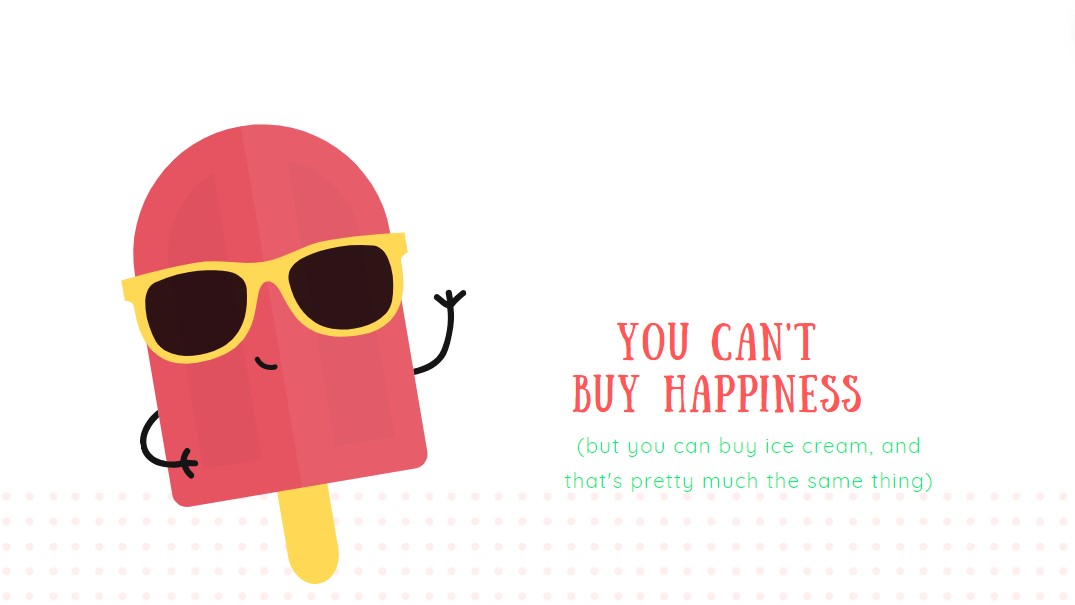 YOU CAN'T
BUY HAPPINESS
(but you can buy ice cream, and
that's pretty much the same thing)